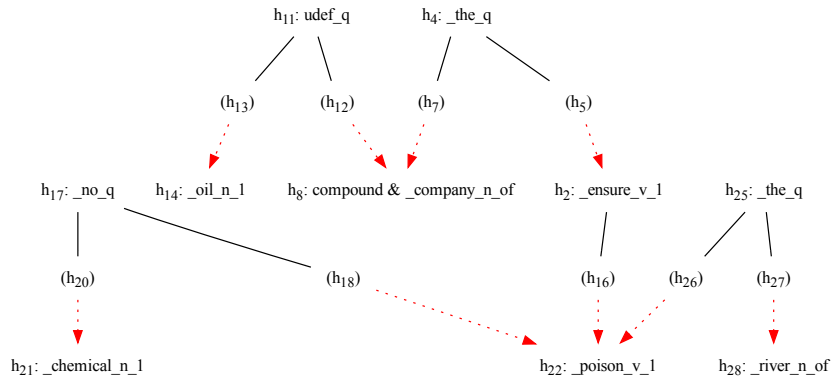 h11: udef_q h4: _the_q
(h13) (h12) (h7) (h5)
h17: _no_q h14: _oil_n_1 h8: compound & _company_n_of h2: _ensure_v_1 h25: _the_q
(h20) (h18) (h16) (h26) (h27)
h21: _chemical_n_1 h22: _poison_v_1 h28: _river_n_of